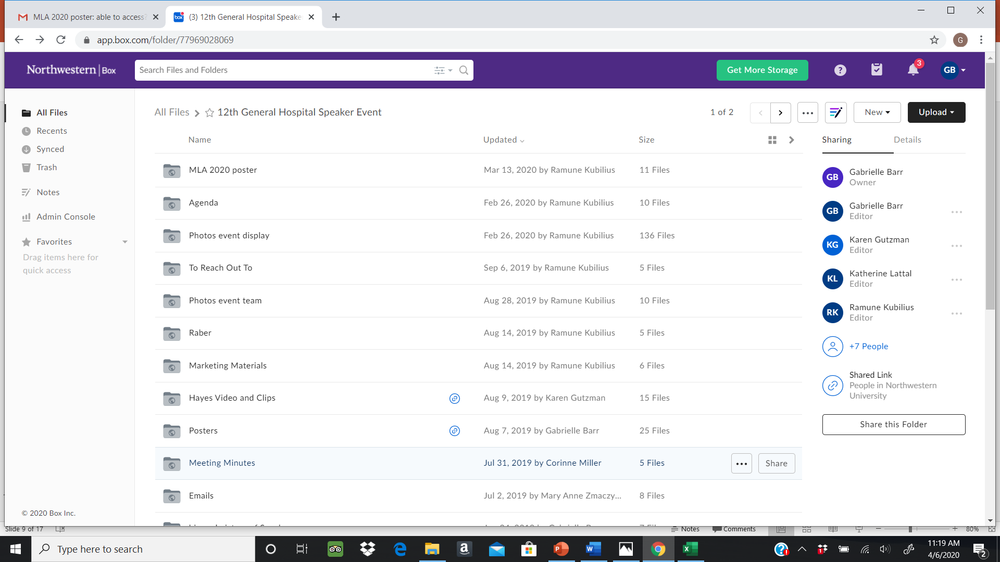 MLA 2020 poster: able to access?
(3) 12th General Hospital Speake
app.box.com/folder/77969028069
G
Northwestern | Box
Search Files and Folders
Get More Storage
?
3
GB
All Files
Recents
Synced
Trash
Notes
Admin Console
Favorites
Drag items here for
quick access
© 2020 Box Inc.
All Files > 12th General Hospital Speaker Event
1 of 2
New
Upload
Name Updated Size
MLA 2020 poster Mar 13, 2020 by Ramune Kubilius 11 Files
Agenda Feb 26, 2020 by Ramune Kubilius 10 Files
Photos event display Feb 26, 2020 by Ramune Kubilius 136 Files
To Reach Out To Sep 6, 2019 by Ramune Kubilius 5 Files
Photos event team Aug 28, 2019 by Ramune Kubilius 10 Files
Raber Aug 14, 2019 by Ramune Kubilius 5 Files
Marketing Materials Aug 14, 2019 by Ramune Kubilius 6 Files
Hayes Video and Clips Aug 9, 2019 by Karen Gutzman 15 Files
Posters Aug 7, 2019 by Gabrielle Barr 25 Files
Meeting Minutes Jul 31, 2019 by Corinne Miller 5 Files ... Share
Emails Jul 2, 2019 by Mary Anne Zmaczy... 8 Files
Sharing Details
GB Gabrielle Barr
Owner
GB Gabrielle Barr
Editor
KG Karen Gutzman
Editor
KL Katherine Lattal
Editor
RK Ramune Kubilius
Editor
+7 People
Shared Link
People in Northwestern
University
Share this Folder
Slide 9 of 17
Notes Comments 80%
Type here to search
11:19 AM
4/6/2020
2